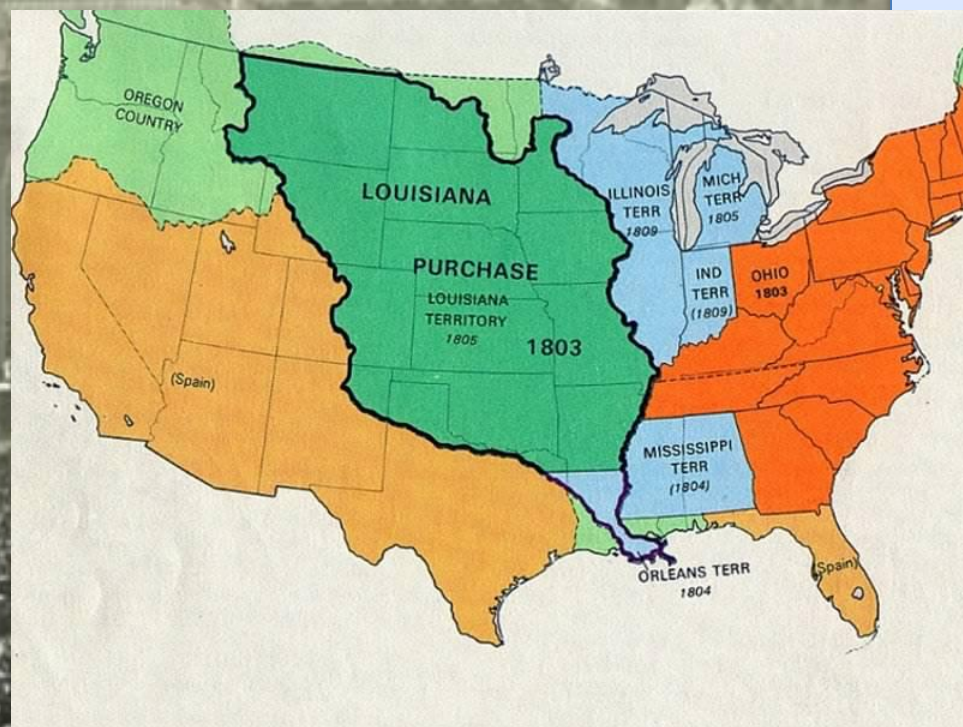 OREGON
COUNTRY
LOUISIANA
PURCHASE
LOUISIANA
TERRITORY
1805
1803
(Spain)
ILLINOIS
TERR
1809
MICH
TERR
1805
IND
TERR
(1809)
OHIO
1803
MISSISSIPPI
TERR
(1804)
ORLEANS TERR
1804
(Spain)